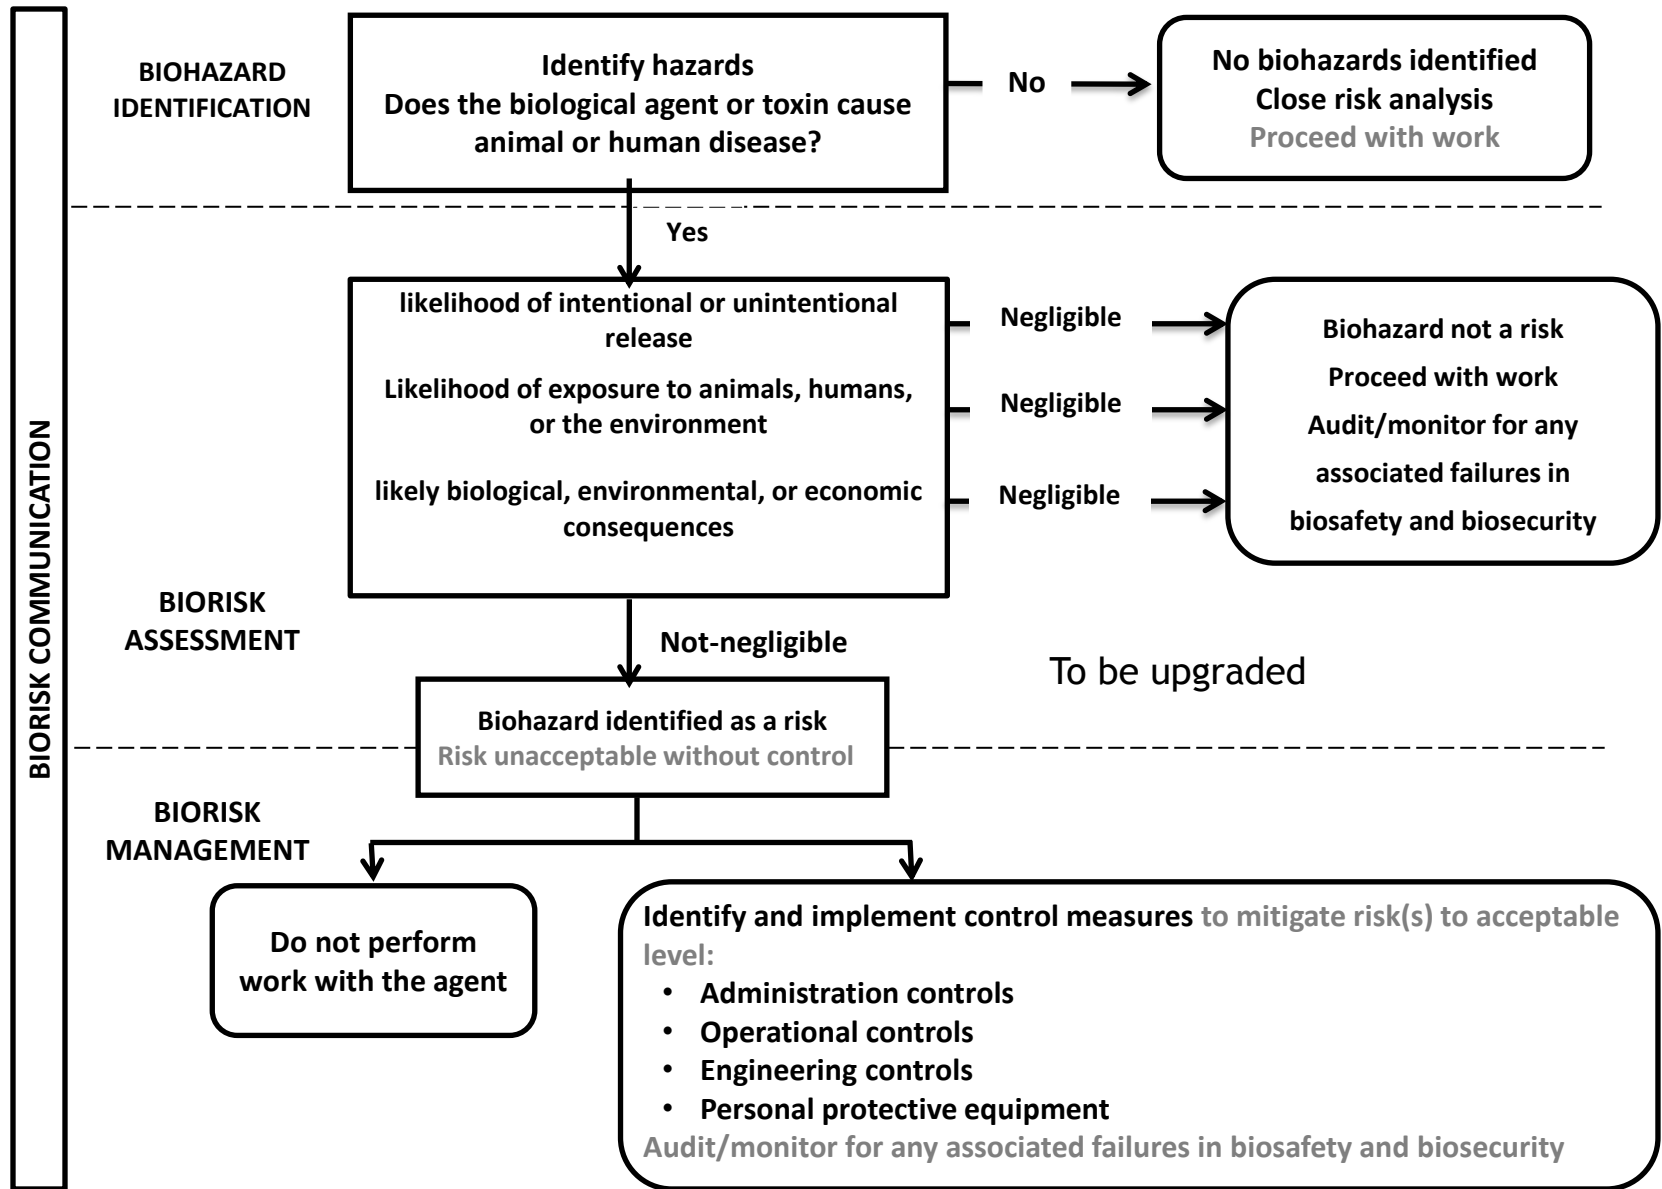 BIORISK COMMUNICATION
BIOHAZARD
IDENTIFICATION
Identify hazards
Does the biological agent or toxin cause
animal or human disease?
No
No biohazards identified
Close risk analysis
Proceed with work
Yes
likelihood of intentional or unintentional
release
Likelihood of exposure to animals, humans,
or the environment
likely biological, environmental, or economic
consequences
Negligible
Negligible
Negligible
Biohazard not a risk
Proceed with work
Audit/monitor for any
associated failures in
biosafety and biosecurity
BIORISK
ASSESSMENT
Not-negligible
To be upgraded
Biohazard identified as a risk
Risk unacceptable without control
BIORISK
MANAGEMENT
Do not perform
work with the agent
Identify and implement control measures to mitigate risk(s) to acceptable
level:
• Administration controls
• Operational controls
• Engineering controls
• Personal protective equipment
Audit/monitor for any associated failures in biosafety and biosecurity